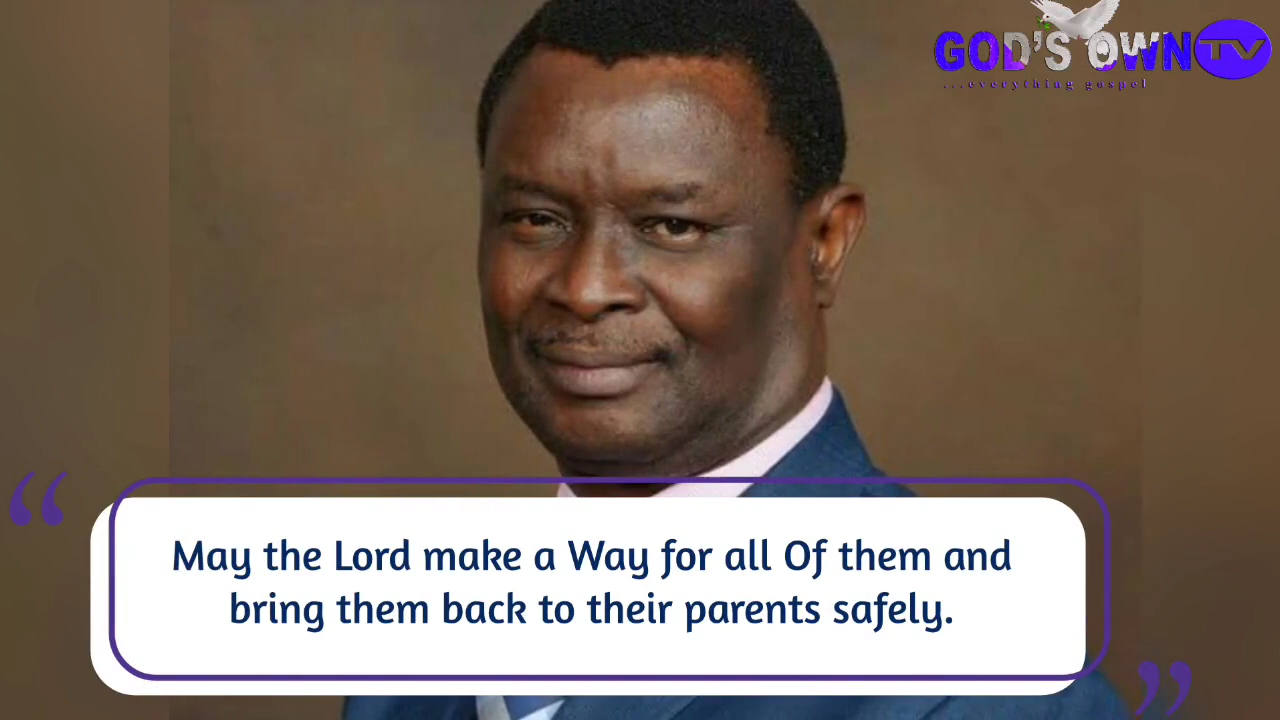 GOD'S OWN TV
...everything gospel
“
May the Lord make a Way for all Of them and
bring them back to their parents safely.
”